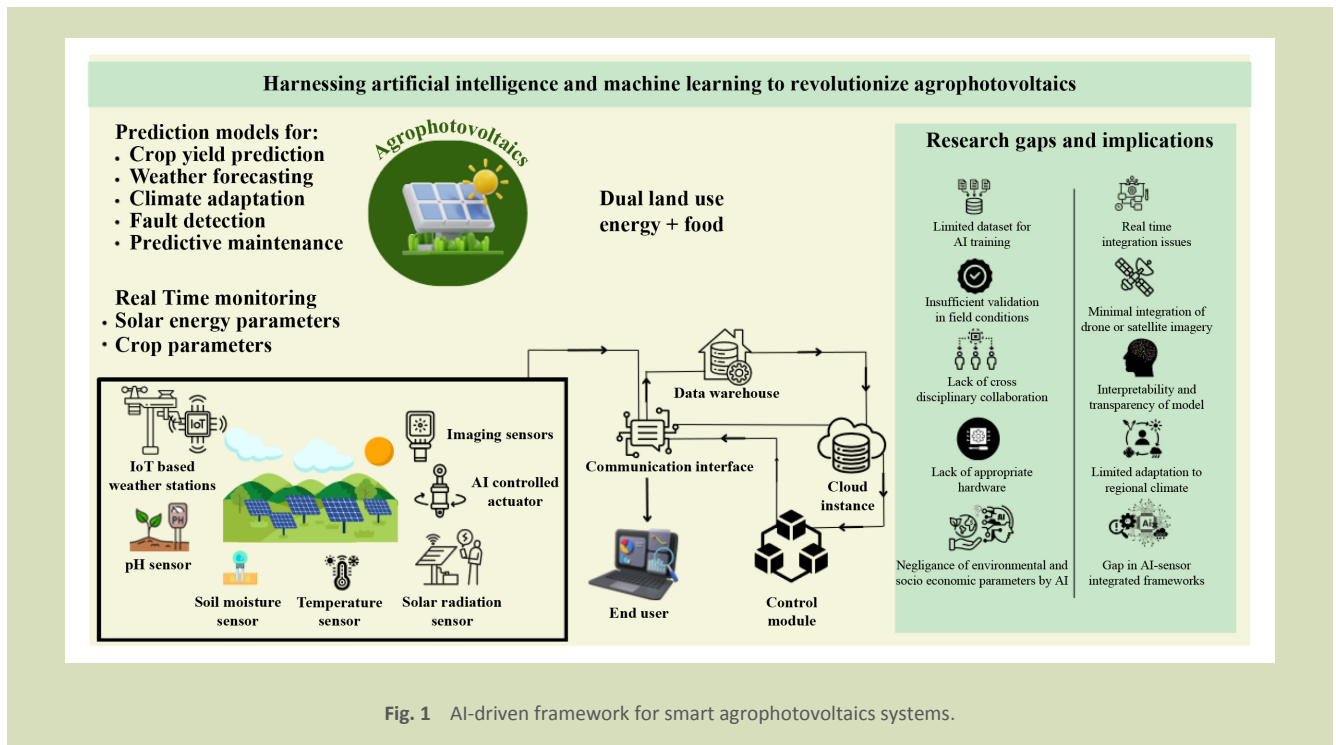 Harnessing artificial intelligence and machine learning to revolutionize agrophotovoltaics
Prediction models for:
• Crop yield prediction
• Weather forecasting
• Climate adaptation
• Fault detection
• Predictive maintenance
Real Time monitoring
• Solar energy parameters
• Crop parameters
Agrophotovoltaics
Dual land use
energy + food
IoT
IoT based
weather stations
PH
pH sensor
Soil moisture
sensor
Temperature
sensor
Solar radiation
sensor
Imaging sensors
AI controlled
actuator
Data warehouse
Communication interface
Cloud
instance
End user
Control
module
Research gaps and implications
Limited dataset for
AI training
Insufficient validation
in field conditions
Lack of cross
disciplinary collaboration
Lack of appropriate
hardware
AI
Negligance of environmental and
socio economic parameters by AI
Real time
integration issues
Minimal integration of
drone or satellite imagery
Interpretability and
transparency of model
Limited adaptation to
regional climate
Ai
Gap in AI-sensor
integrated frameworks
Fig. 1 AI-driven framework for smart agrophotovoltaics systems.